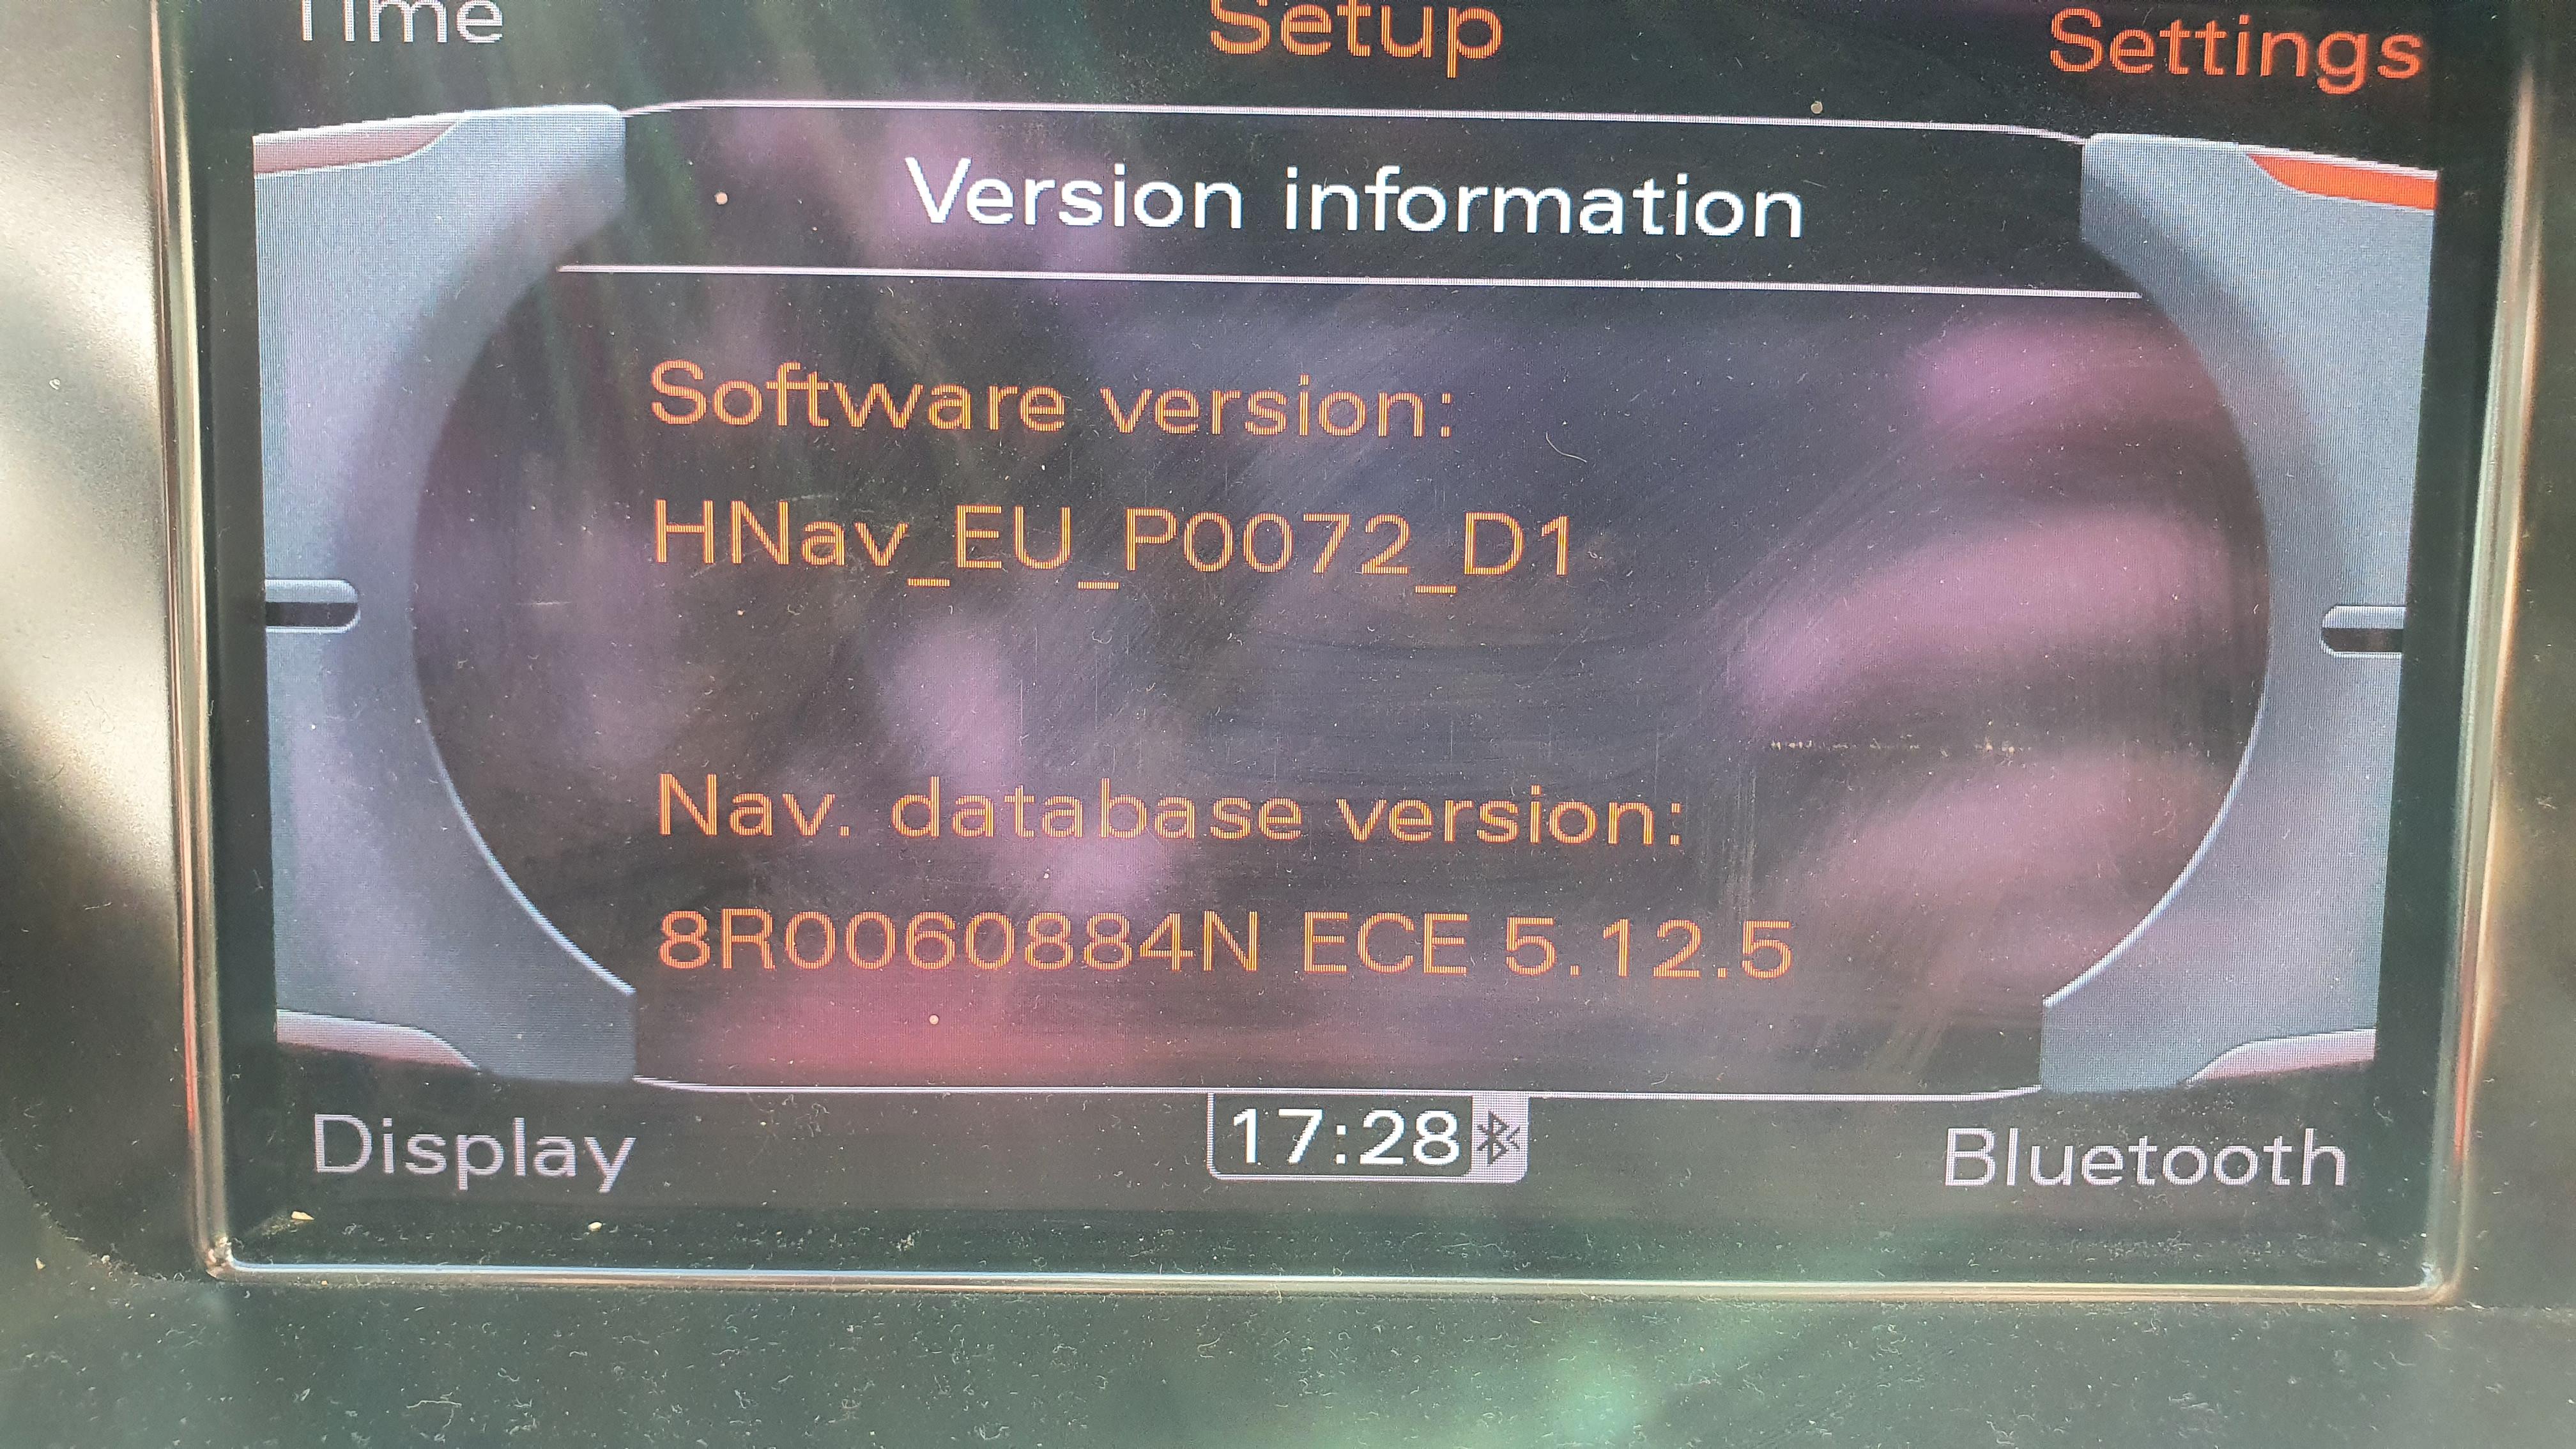 Time Setup Settings
Version information
Software version:
HNav_EU_P0072_D1
Nav. database version:
8R0060884N ECE 5.12.5
Display 17:28 Bluetooth